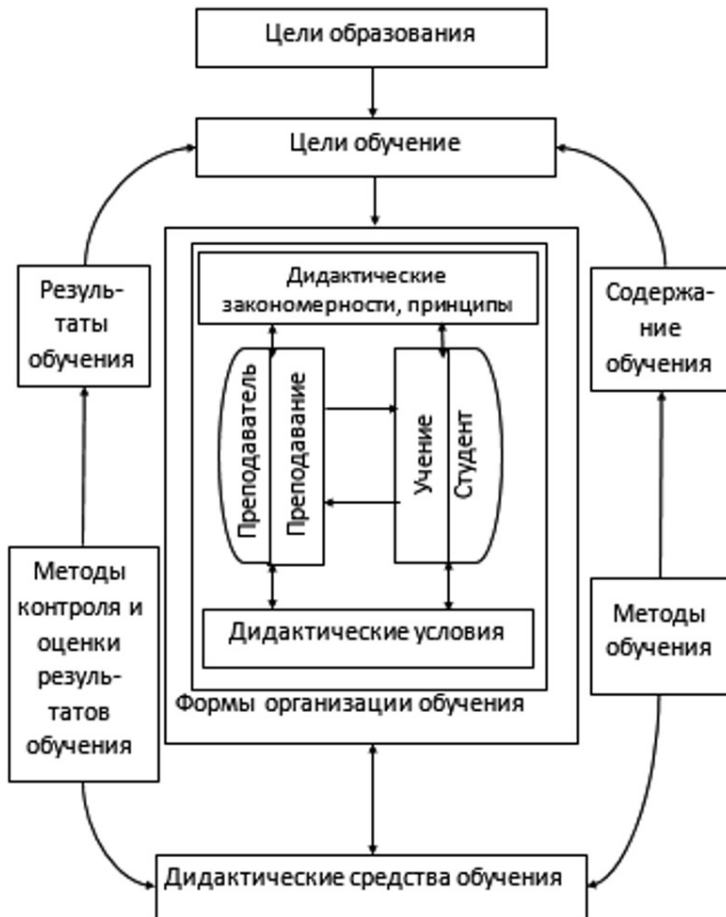 Цели образования
Цели обучение
Дидактические
закономерности, принципы
Резуль-
таты
обучения
Содержа-
ние
обучения
Преподаватель
Преподавание
Учение
Студент
Методы
контроля и
оценки
резуль-
татов
обучения
Методы
обучения
Дидактические условия
Формы организации обучения
Дидактические средства обучения